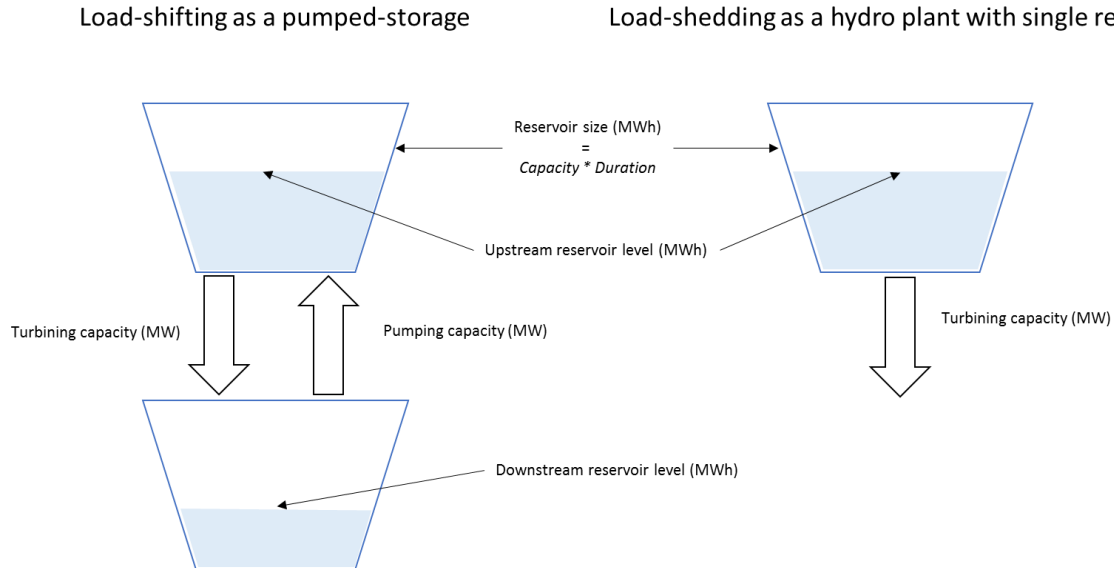 Load-shifting as a pumped-storage
Load-shedding as a hydro plant with single re
Reservoir size (MWh)
=
Capacity * Duration
Upstream reservoir level (MWh)
Turbining capacity (MW)
Pumping capacity (MW)
Turbining capacity (MW)
Downstream reservoir level (MWh)